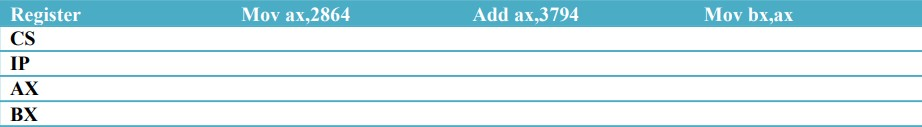 Register Mov ax,2864 Add ax,3794 Mov bx,ax
CS
IP
AX
BX